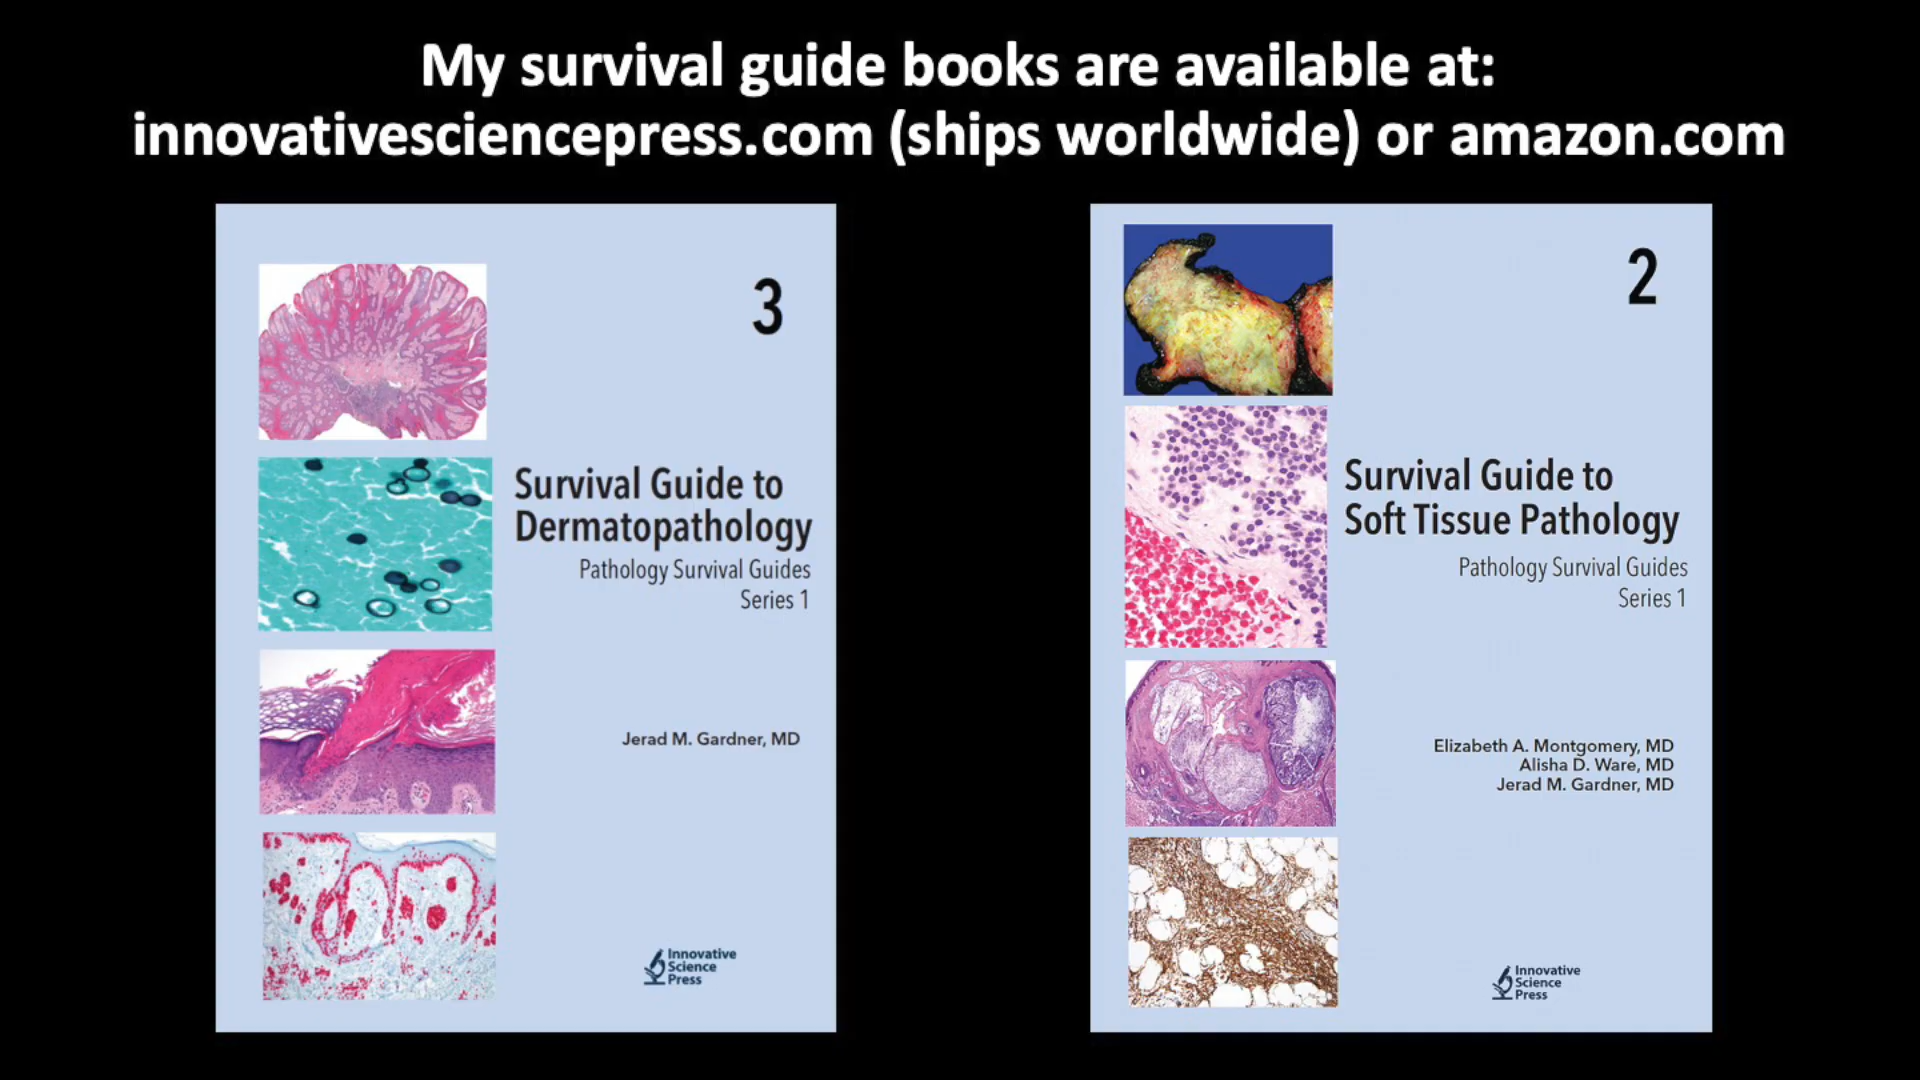 My survival guide books are available at:
innovativesciencepress.com (ships worldwide) or amazon.com
3
Survival Guide to
Dermatopathology
Pathology Survival Guides
Series 1
Jerad M. Gardner, MD
Innovative
Science
Press
2
Survival Guide to
Soft Tissue Pathology
Pathology Survival Guides
Series 1
Elizabeth A. Montgomery, MD
Alisha D. Ware, MD
Jerad M. Gardner, MD
Innovative
Science
Press